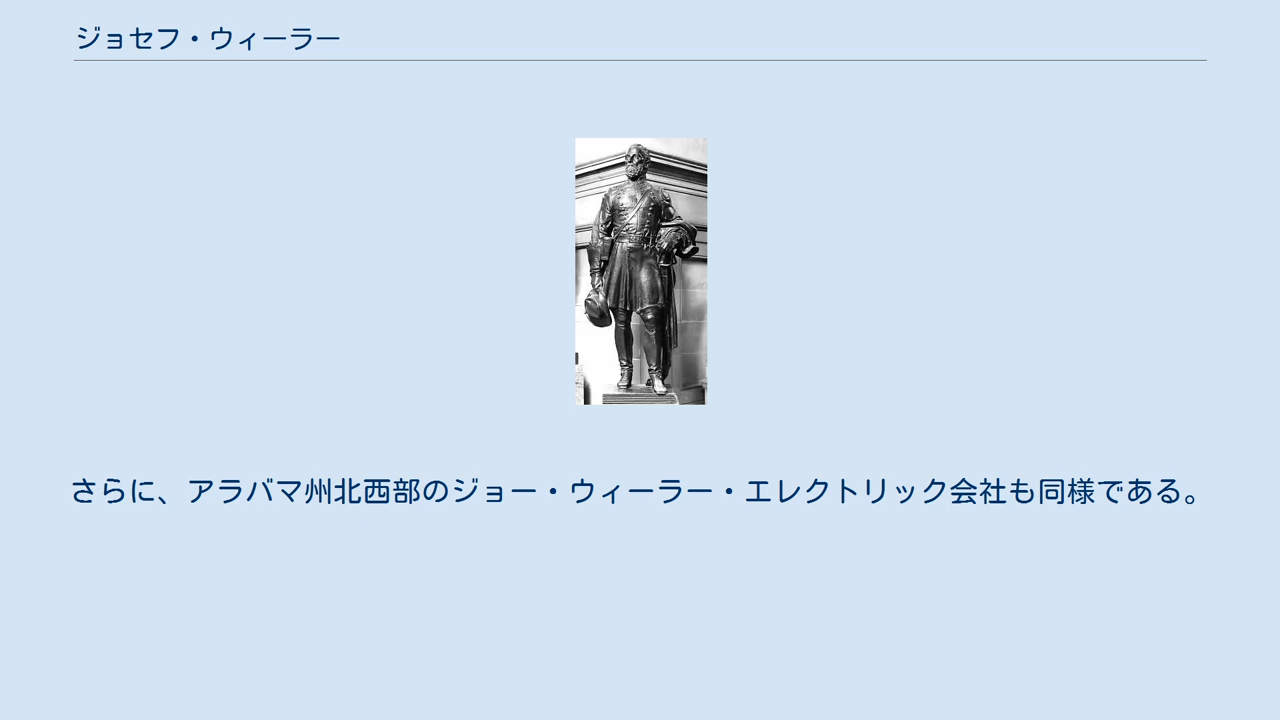 ジョセフ・ウィーラー
さらに、アラバマ州北西部のジョー・ウィーラー・エレクトリック会社も同様である。